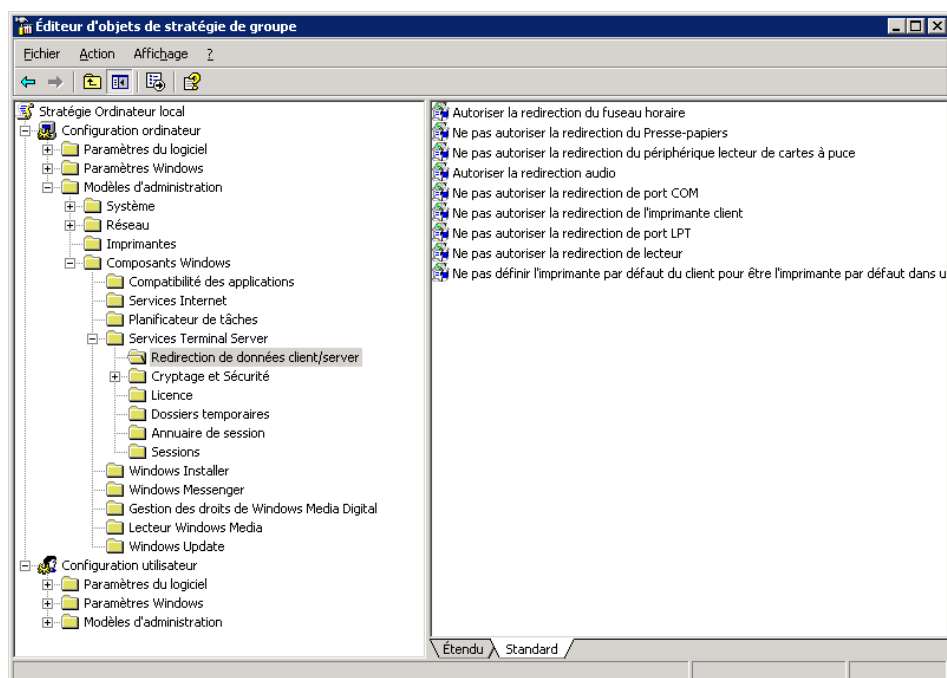 Éditeur d'objets de stratégie de groupe
Fichier Action Affichage ?
Stratégie Ordinateur local
Configuration ordinateur
Paramètres du logiciel
Paramètres Windows
Modèles d'administration
Système
Réseau
Imprimantes
Composants Windows
Compatibilité des applications
Services Internet
Planificateur de tâches
Services Terminal Server
Redirection de données client/server
Cryptage et Sécurité
Licence
Dossiers temporaires
Annuaire de session
Sessions
Windows Installer
Windows Messenger
Gestion des droits de Windows Media Digital
Lecteur Windows Media
Windows Update
Configuration utilisateur
Paramètres du logiciel
Paramètres Windows
Modèles d'administration
Autoriser la redirection du fuseau horaire
Ne pas autoriser la redirection du Presse-papiers
Ne pas autoriser la redirection du périphérique lecteur de cartes à puce
Autoriser la redirection audio
Ne pas autoriser la redirection de port COM
Ne pas autoriser la redirection de l'imprimante client
Ne pas autoriser la redirection de port LPT
Ne pas autoriser la redirection de lecteur
Ne pas définir l'imprimante par défaut du client pour être l'imprimante par défaut dans u
Étendu Standard